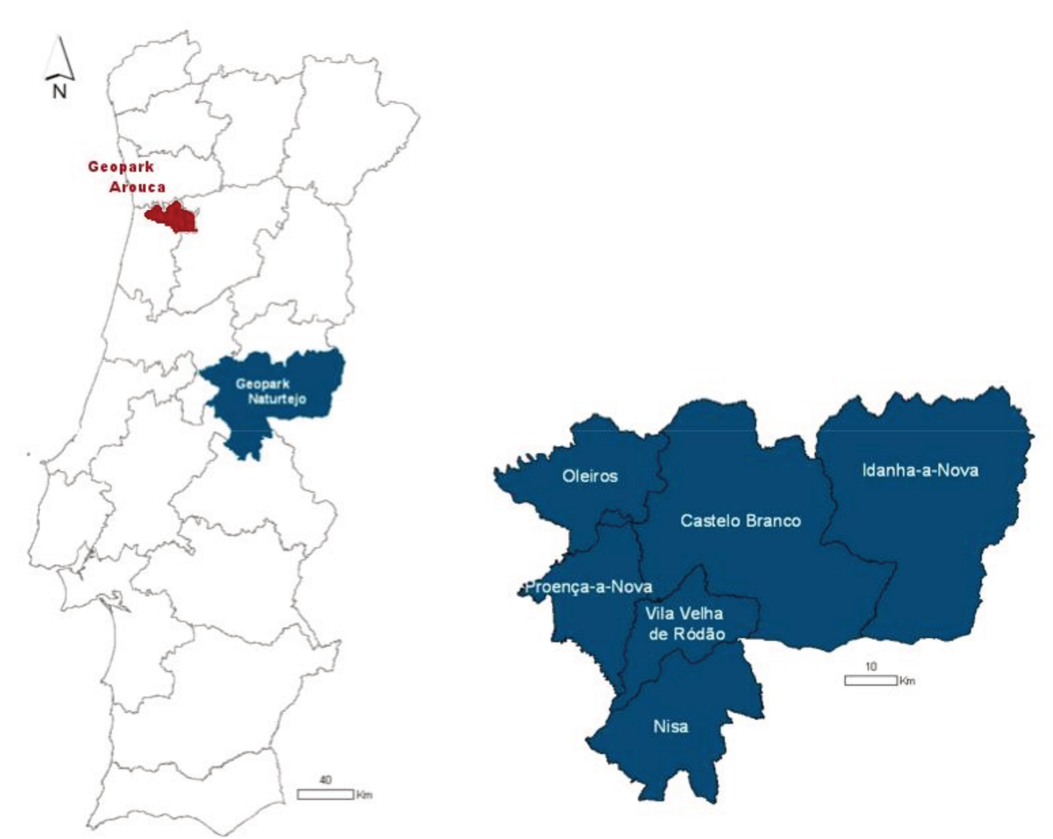 N
Geopark
Arouca
Geopark
Naturtejo
40
Km
Oleiros
Castelo Branco
Idanha-a-Nova
Proença-a-Nova
Vila Velha
de Ródão
Nisa
10
Km